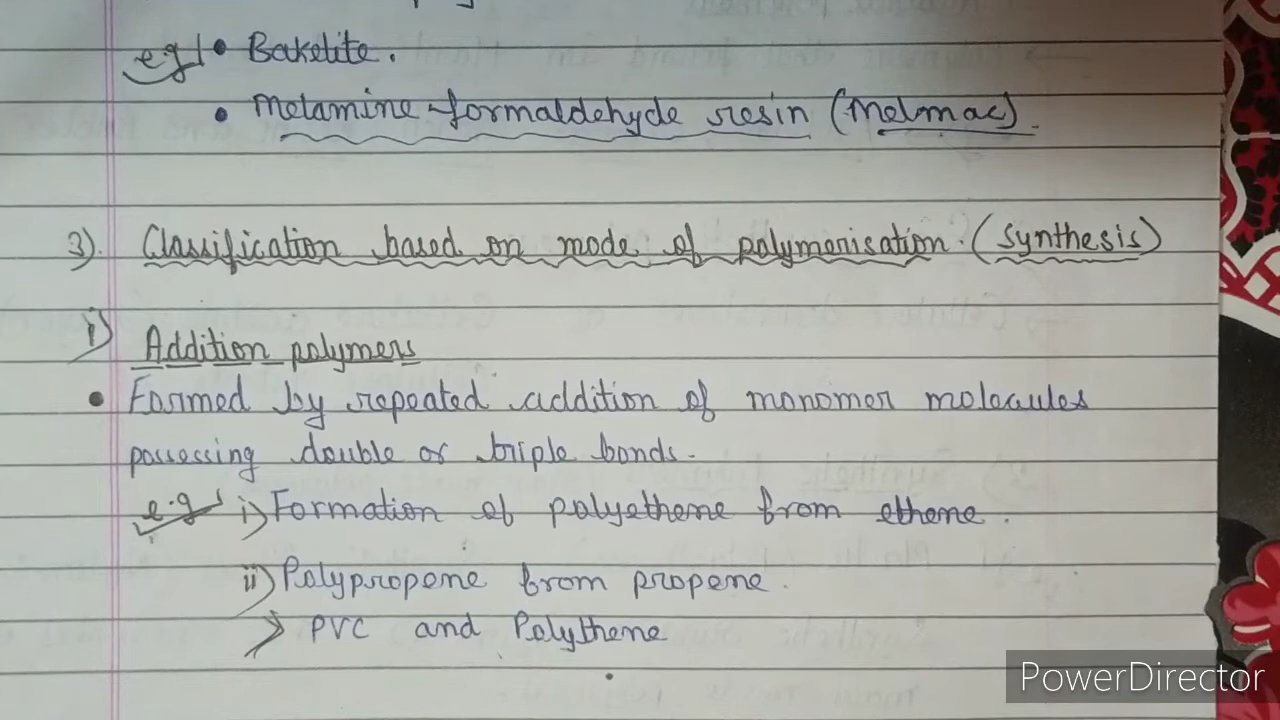 e.g • Bakelite.
• Melamine-formaldehyde resin (Melmac).
3). Classification based on mode of polymerisation. (Synthesis)
i) Addition polymers
• Formed by repeated addition of monomer molecules
possessing double or triple bonds.
e.g i) Formation of polyethene from ethene.
ii) Polypropene from propene.
> PVC and Polythene
PowerDirector